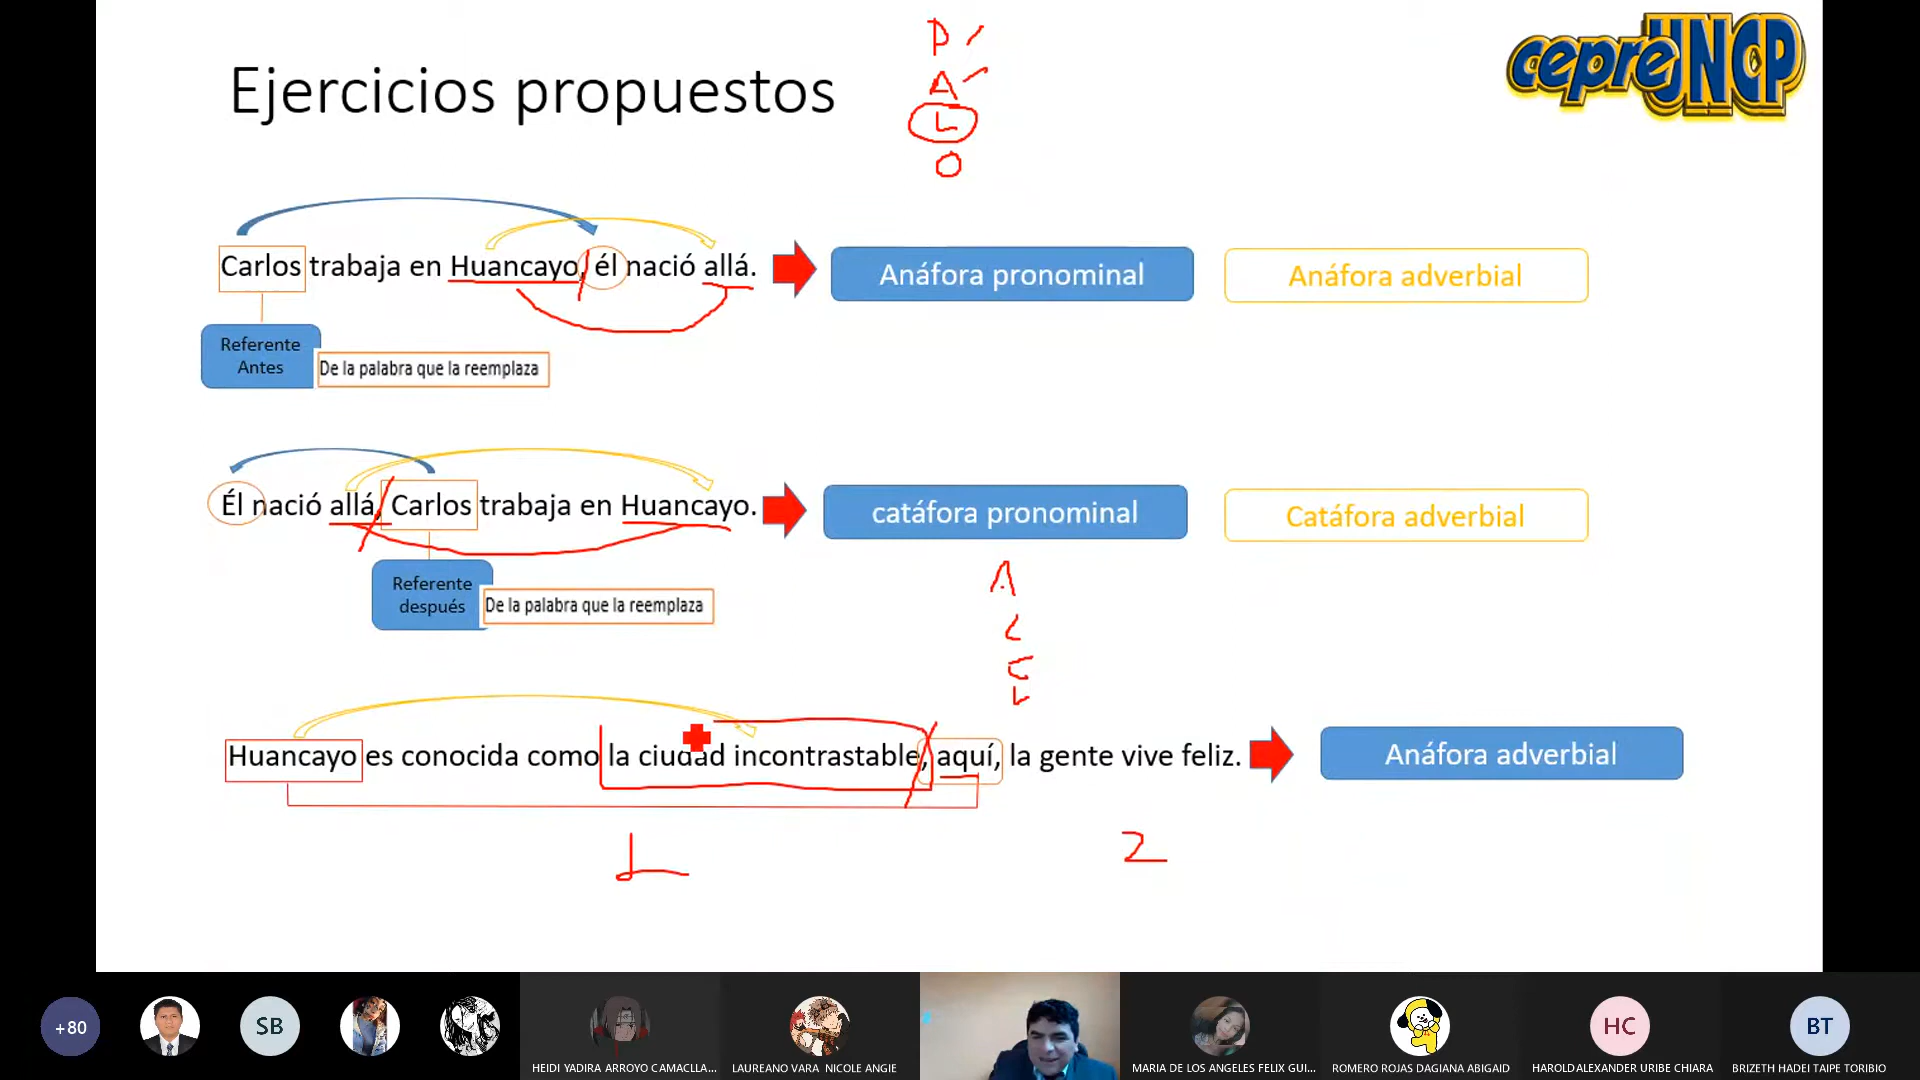 P
A
L
O
Ejercicios propuestos
cepreUNCP
Carlos trabaja en Huancayo, él nació allá.
Anáfora pronominal
Anáfora adverbial
Referente
Antes
De la palabra que la reemplaza
Él nació allá, Carlos trabaja en Huancayo.
catáfora pronominal
Catáfora adverbial
Referente
después
De la palabra que la reemplaza
A
Huancayo es conocida como la ciudad incontrastable, aquí, la gente vive feliz.
Anáfora adverbial
1
2
+80
SB
HEIDI YADIRA ARROYO CAMACLLA...
LAUREANO VARA NICOLE ANGIE
MARIA DE LOS ANGELES FELIX GUI...
ROMERO ROJAS DAGIANA ABIGAID
HC
HAROLD ALEXANDER URIBE CHIARA
BT
BRIZETH HADEI TAIPE TORIBIO